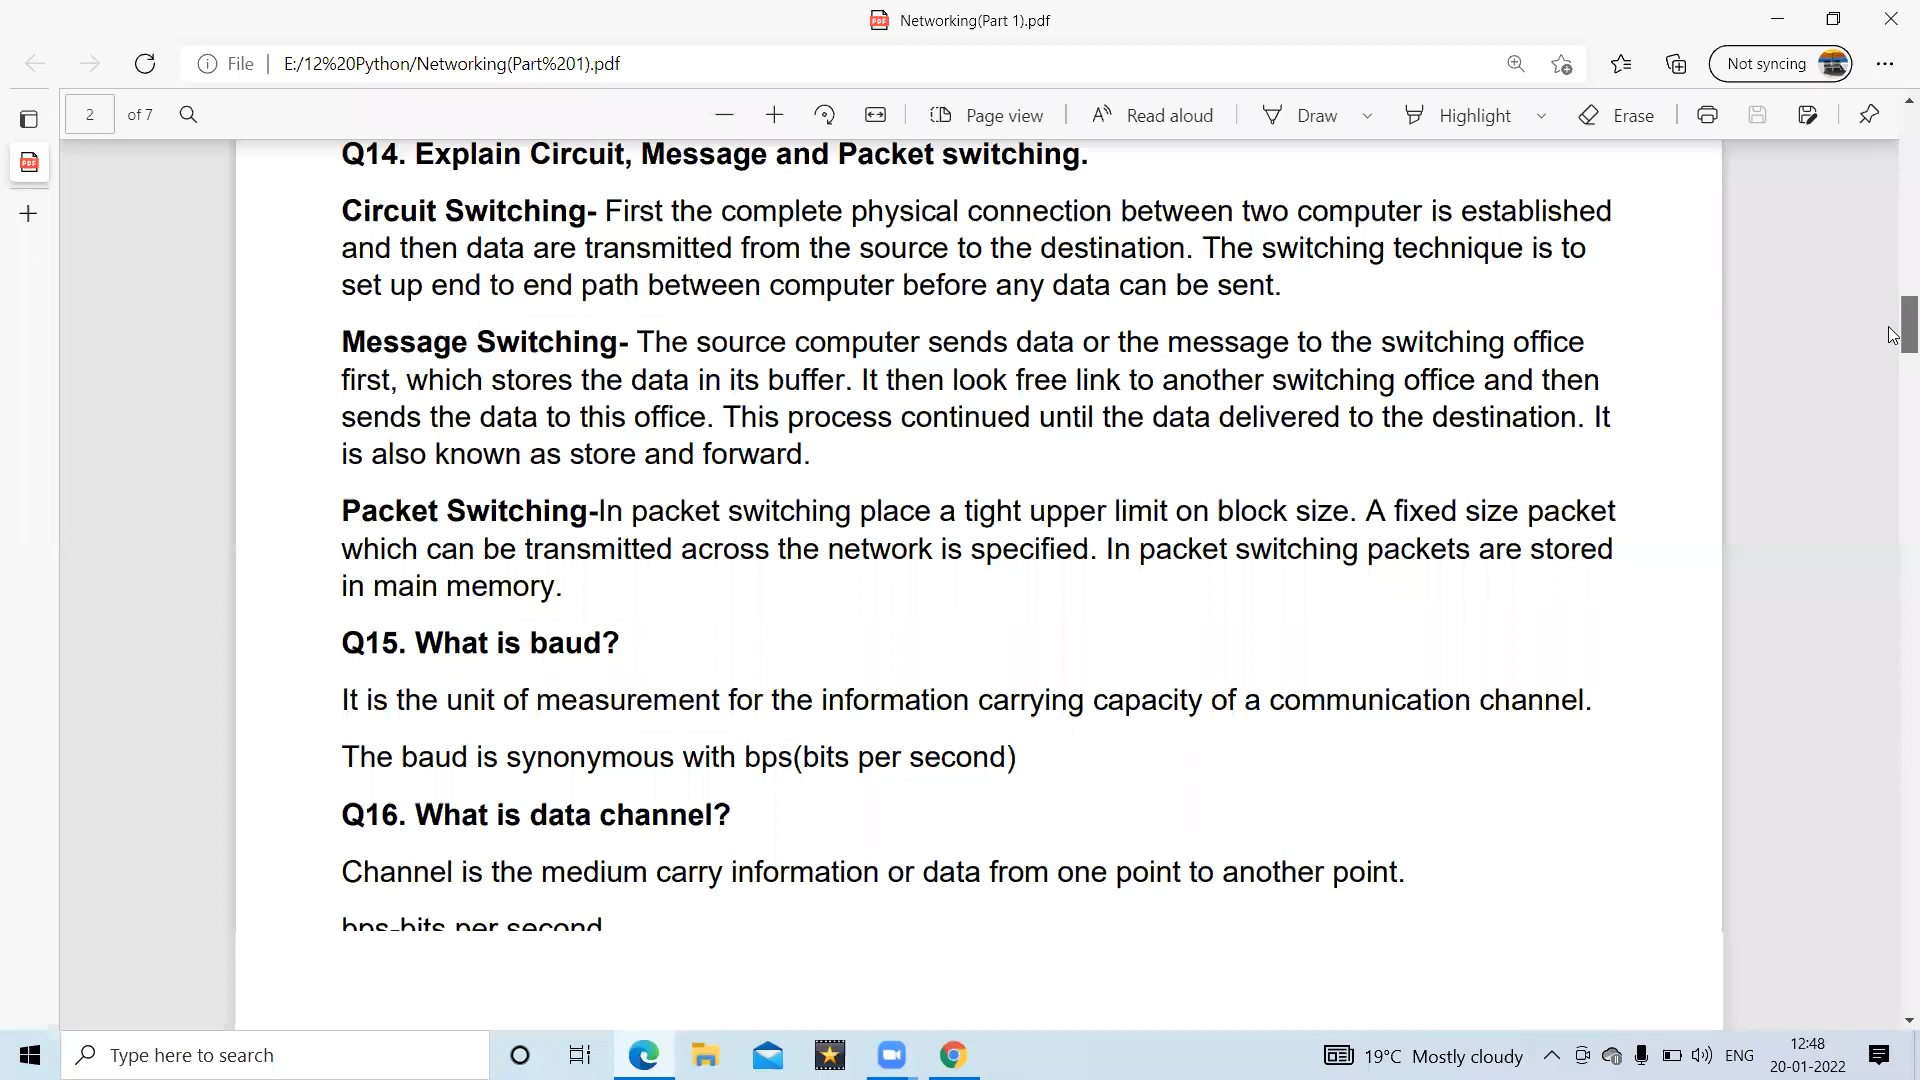 Networking(Part 1).pdf
File | E:/12%20Python/Networking(Part%201).pdf
Not syncing
2 of 7
Page view
Read aloud
Draw
Highlight
Erase
Q14. Explain Circuit, Message and Packet switching.
Circuit Switching- First the complete physical connection between two computer is established
and then data are transmitted from the source to the destination. The switching technique is to
set up end to end path between computer before any data can be sent.
Message Switching- The source computer sends data or the message to the switching office
first, which stores the data in its buffer. It then look free link to another switching office and then
sends the data to this office. This process continued until the data delivered to the destination. It
is also known as store and forward.
Packet Switching-In packet switching place a tight upper limit on block size. A fixed size packet
which can be transmitted across the network is specified. In packet switching packets are stored
in main memory.
Q15. What is baud?
It is the unit of measurement for the information carrying capacity of a communication channel.
The baud is synonymous with bps(bits per second)
Q16. What is data channel?
Channel is the medium carry information or data from one point to another point.
bps-bits per second
Type here to search
19°C Mostly cloudy
ENG
12:48
20-01-2022